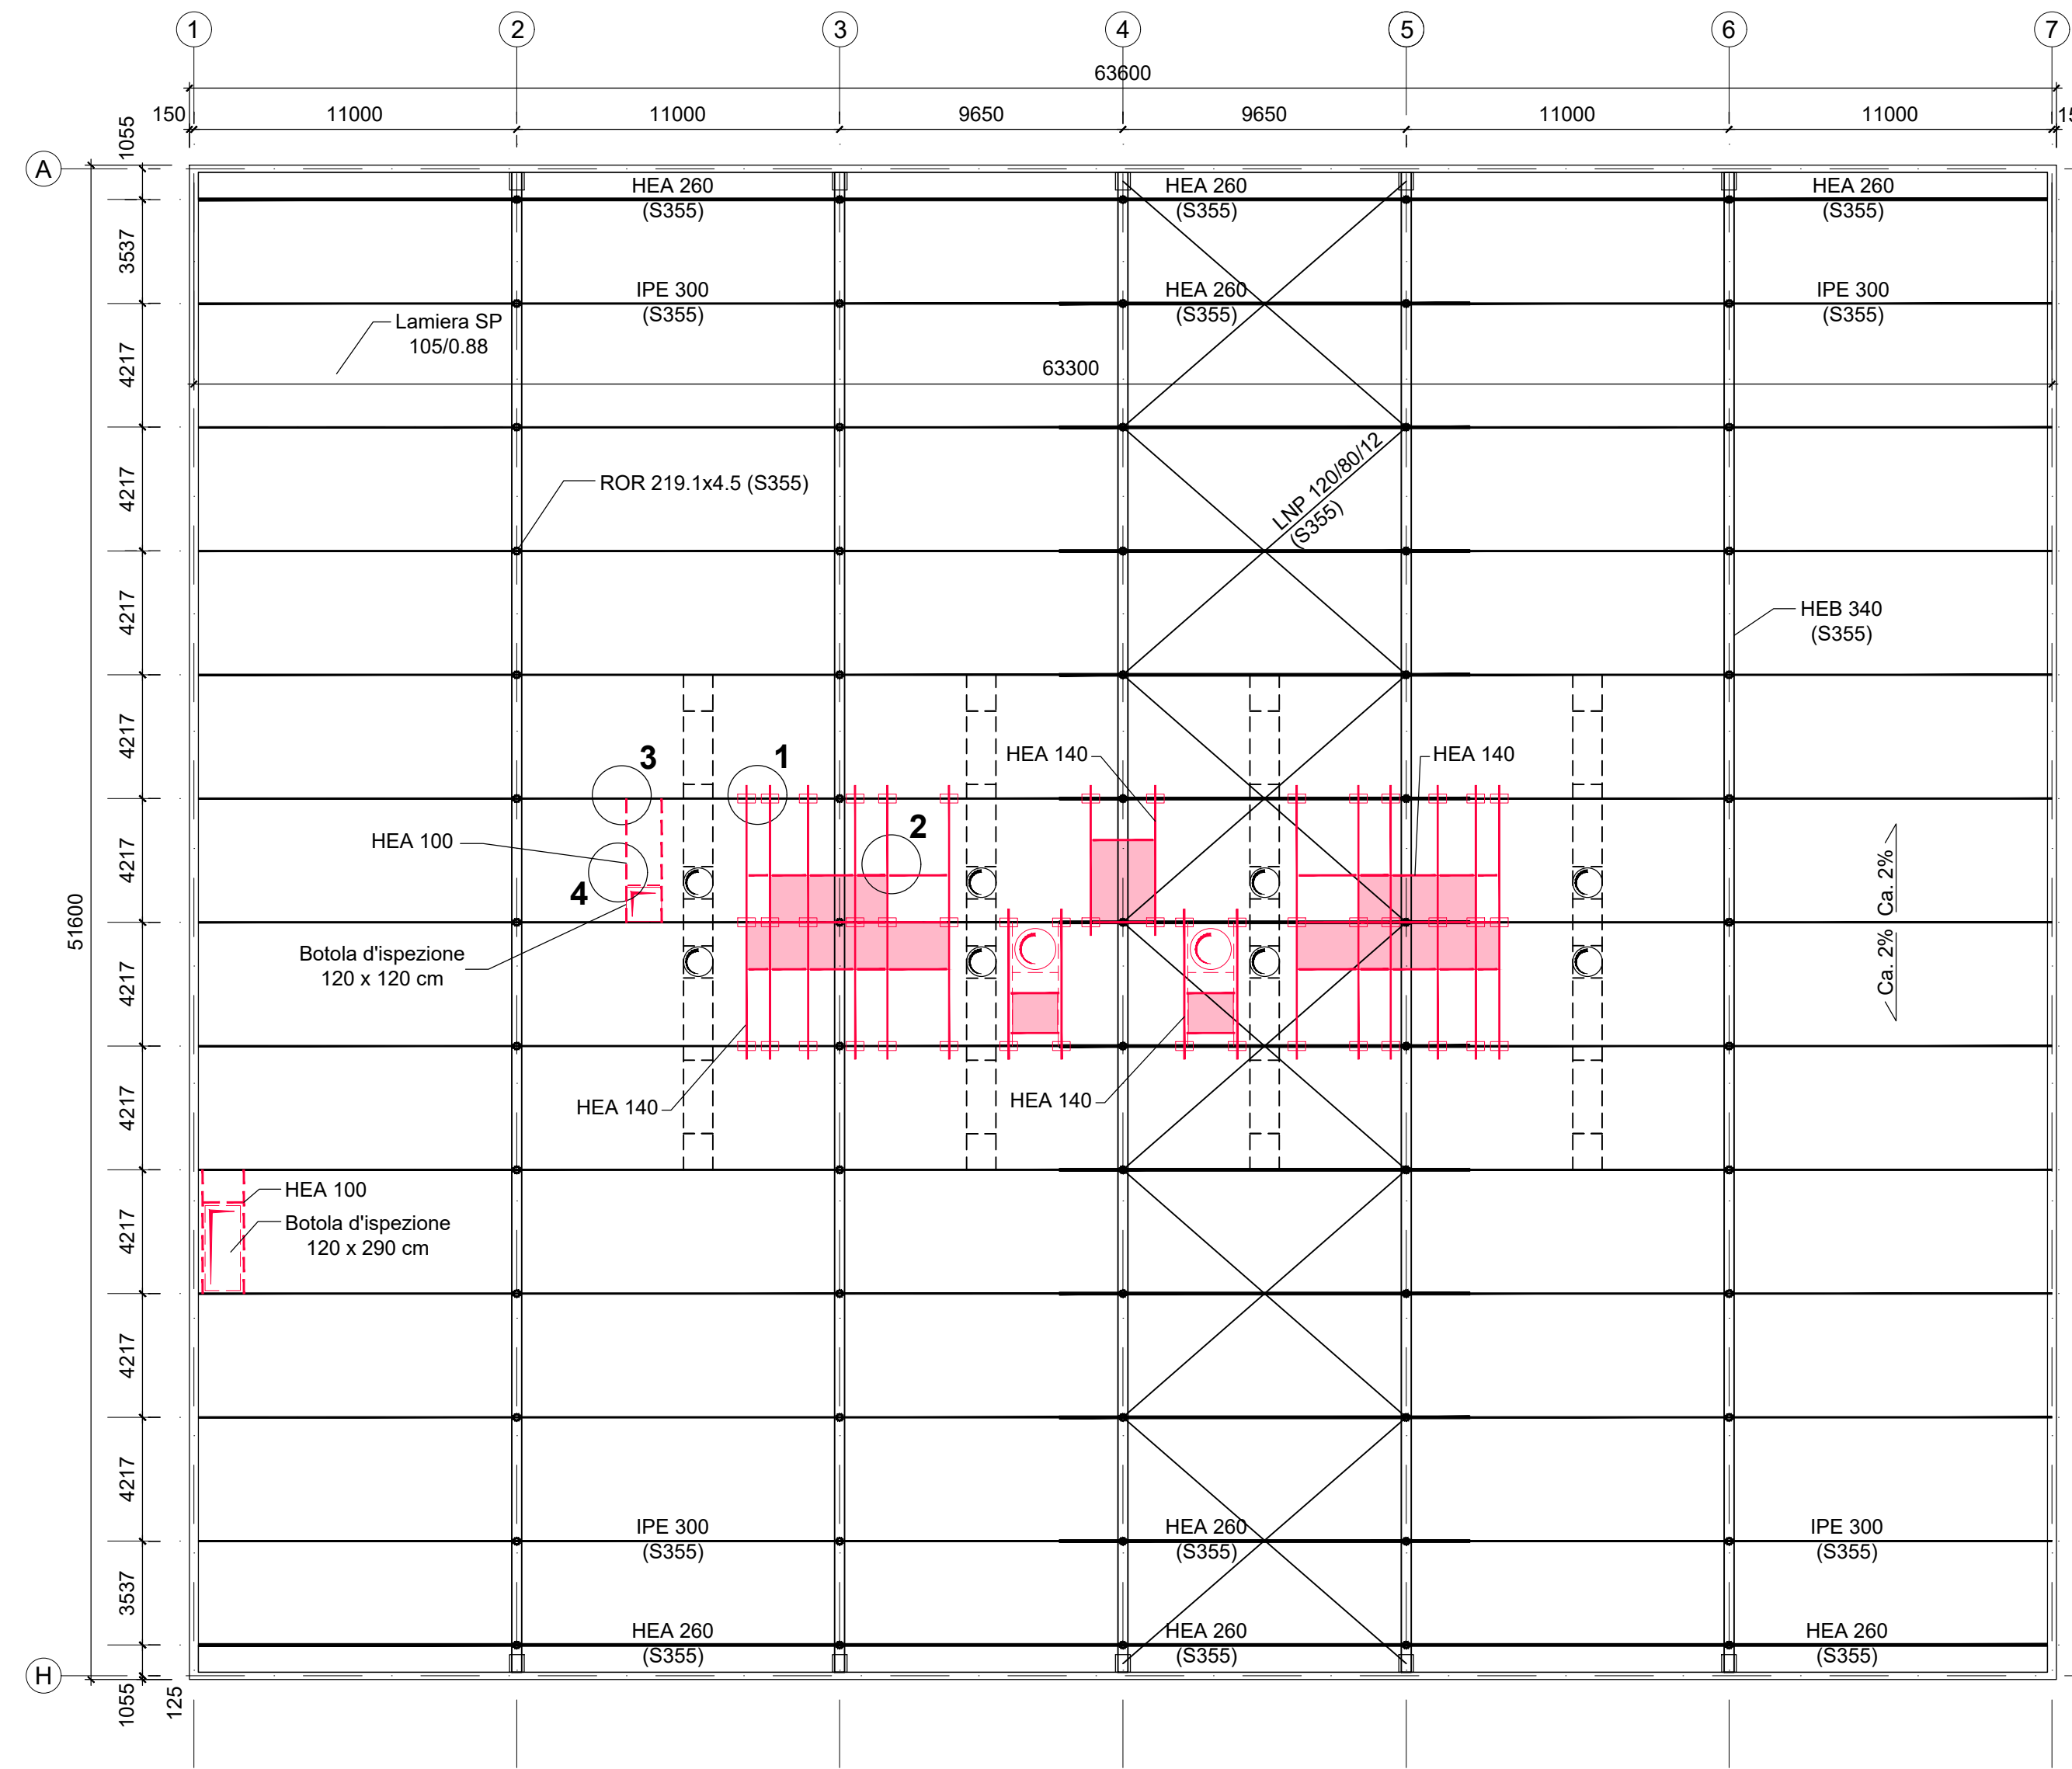 1 2 3 4 5 6 7
63600
150 11000 11000 9650 9650 11000 11000
1055
A
HEA 260 HEA 260 HEA 260
(S355) (S355) (S355)
3537
IPE 300 HEA 260 IPE 300
(S355) (S355) (S355)
Lamiera SP
105/0.88
4217
63300
LNP 120/80/12
(S355)
4217
ROR 219.1x4.5 (S355)
4217
HEB 340
(S355)
4217
3 1 HEA 140 HEA 140
2
HEA 100
4
4217
Ca. 2%
51600
Botola d'ispezione
120 x 120 cm
4217
Ca. 2%
HEA 140 HEA 140
4217
HEA 100
Botola d'ispezione
120 x 290 cm
4217
4217
4217
IPE 300 HEA 260 IPE 300
(S355) (S355) (S355)
3537
HEA 260 HEA 260 HEA 260
(S355) (S355) (S355)
H
1055
125